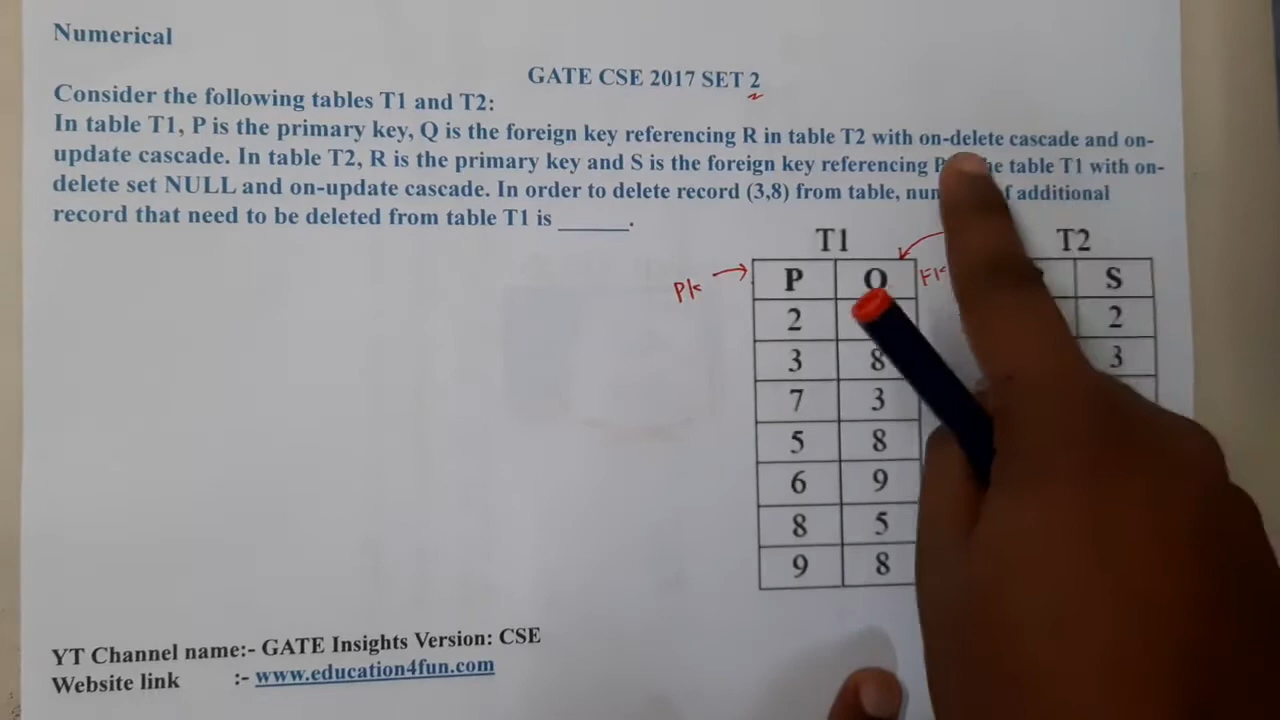 Numerical
GATE CSE 2017 SET 2
Consider the following tables T1 and T2:
In table T1, P is the primary key, Q is the foreign key referencing R in table T2 with on-delete cascade and on-
update cascade. In table T2, R is the primary key and S is the foreign key referencing P table T1 with on-
delete set NULL and on-update cascade. In order to delete record (3,8) from table, additional
record that need to be deleted from table T1 is ______.
T1 T2
PK P Q FK S
2 2
3 8 3
7 3
5 8
6 9
8 5
9 8
YT Channel name:- GATE Insights Version: CSE
Website link :- www.education4fun.com